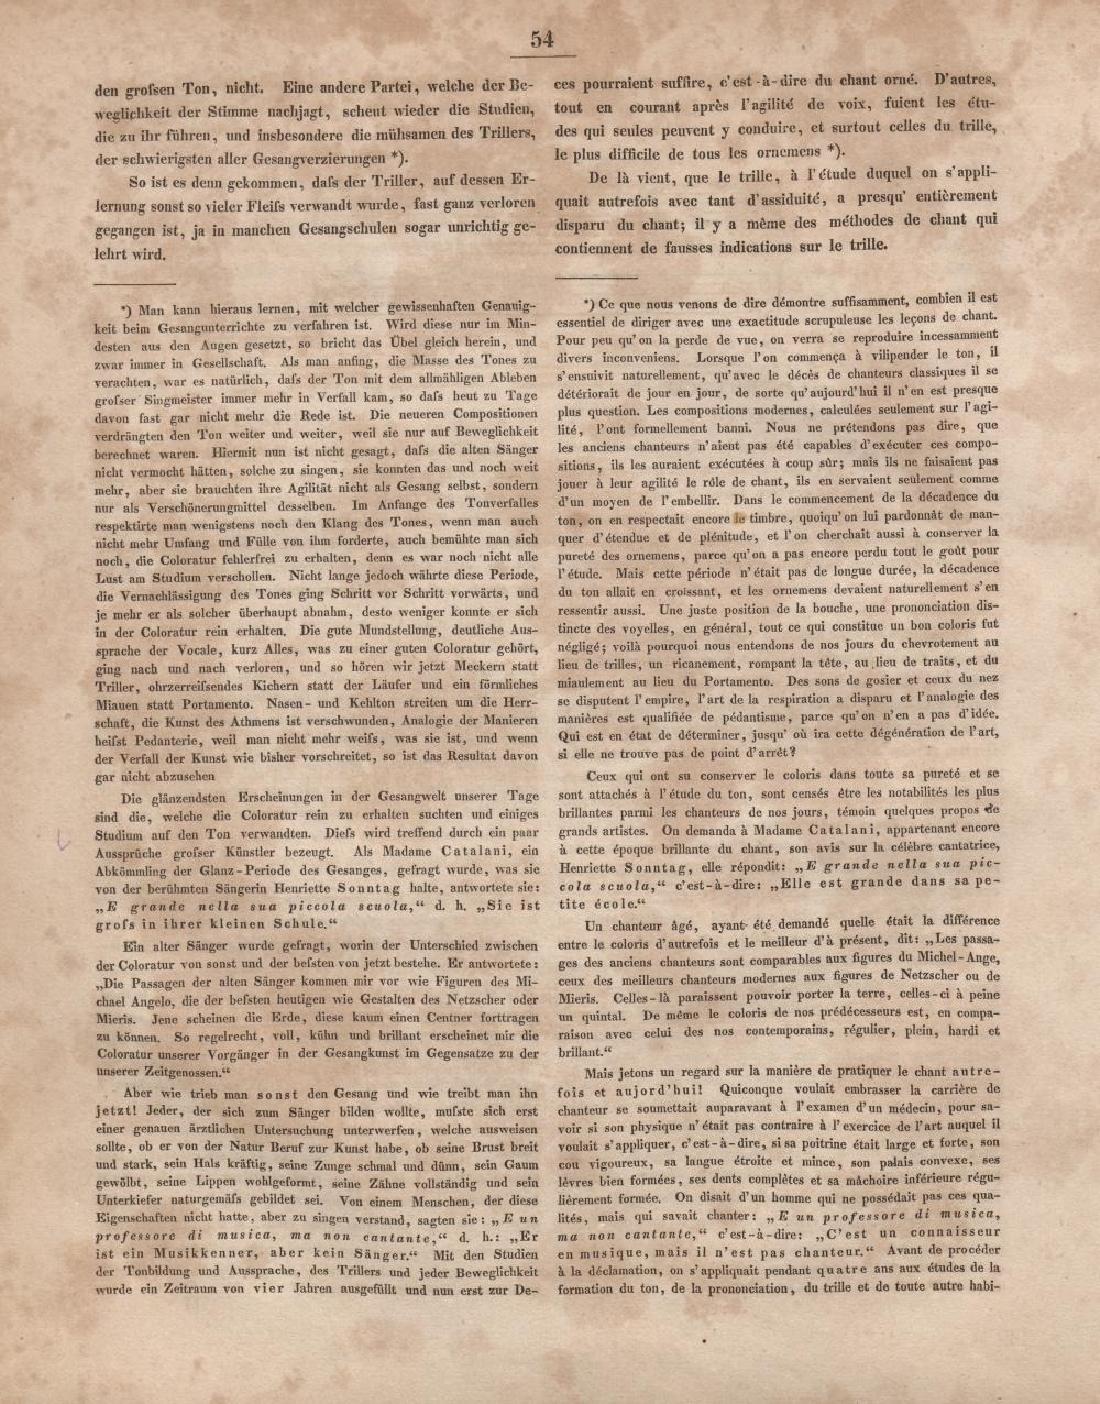 54
den groſsen Ton, nicht. Eine andere Partei, welche der Be-
weglichkeit der Stimme nachjagt, scheut wieder die Studien,
die zu ihr führen, und insbesondere die mühsamen des Trillers,
der schwierigsten aller Gesangverzierungen *).
So ist es denn gekommen, daſs der Triller, auf dessen Er-
lernung sonst so vieler Fleiſs verwandt wurde, fast ganz verloren
gegangen ist, ja in manchen Gesangschulen sogar unrichtig ge-
lehrt wird.
*) Man kann hieraus lernen, mit welcher gewissenhaften Genauig-
keit beim Gesangunterrichte zu verfahren ist. Wird diese nur im Min-
desten aus den Augen gesetzt, so bricht das Übel gleich herein, und
zwar immer in Gesellschaft. Als man anfing, die Masse des Tones zu
verachten, war es natürlich, daſs der Ton mit dem allmähligen Ableben
groſser Singmeister immer mehr in Verfall kam, so daſs heut zu Tage
davon fast gar nicht mehr die Rede ist. Die neueren Compositionen
verdrängten den Ton weiter und weiter, weil sie nur auf Beweglichkeit
berechnet waren. Hiermit nun ist nicht gesagt, daſs die alten Sänger
nicht vermocht hätten, solche zu singen, sie konnten das und noch weit
mehr, aber sie brauchten ihre Agilität nicht als Gesang selbst, sondern
nur als Verschönerungmittel desselben. Im Anfange des Tonverfalles
respektirte man wenigstens noch den Klang des Tones, wenn man auch
nicht mehr Umfang und Fülle von ihm forderte, auch bemühte man sich
noch, die Coloratur fehlerfrei zu erhalten, denn es war noch nicht alle
Lust am Studium verschollen. Nicht lange jedoch währte diese Periode,
die Vernachlässigung des Tones ging Schritt vor Schritt vorwärts, und
je mehr er als solcher überhaupt abnahm, desto weniger konnte er sich
in der Coloratur rein erhalten. Die gute Mundstellung, deutliche Aus-
sprache der Vocale, kurz Alles, was zu einer guten Coloratur gehört,
ging nach und nach verloren, und so hören wir jetzt Meckern statt
Triller, ohrzerreiſsendes Kichern statt der Läufer und ein förmliches
Miauen statt Portamento. Nasen- und Kehlton streiten um die Herr-
schaft, die Kunst des Athmens ist verschwunden, Analogie der Manieren
heiſst Pedanterie, weil man nicht mehr weiſs, was sie ist, und wenn
der Verfall der Kunst wie bisher vorschreitet, so ist das Resultat davon
gar nicht abzusehen
Die glänzendsten Erscheinungen in der Gesangwelt unserer Tage
sind die, welche die Coloratur rein zu erhalten suchten und einiges
Studium auf den Ton verwandten. Dieſs wird treffend durch ein paar
Aussprüche groſser Künstler bezeugt. Als Madame Catalani, ein
Abkömmling der Glanz-Periode des Gesanges, gefragt wurde, was sie
von der berühmten Sängerin Henriette Sonntag halte, antwortete sie:
„E grande nella sua piccola scuola,“ d. h. „Sie ist
groſs in ihrer kleinen Schule.“
Ein alter Sänger wurde gefragt, worin der Unterschied zwischen
der Coloratur von sonst und der beſsten von jetzt bestehe. Er antwortete:
„Die Passagen der alten Sänger kommen mir vor wie Figuren des Mi-
chael Angelo, die der beſsten heutigen wie Gestalten des Netzscher oder
Mieris. Jene scheinen die Erde, diese kaum einen Centner forttragen
zu können. So regelrecht, voll, kühn und brillant erscheinet mir die
Coloratur unserer Vorgänger in der Gesangkunst im Gegensatze zu der
unserer Zeitgenossen.“
Aber wie trieb man sonst den Gesang und wie treibt man ihn
jetzt! Jeder, der sich zum Sänger bilden wollte, muſste sich erst
einer genauen ärztlichen Untersuchung unterwerfen, welche ausweisen
sollte, ob er von der Natur Beruf zur Kunst habe, ob seine Brust breit
und stark, sein Hals kräftig, seine Zunge schmal und dünn, sein Gaum
gewölbt, seine Lippen wohlgeformt, seine Zähne vollständig und sein
Unterkiefer naturgemäſs gebildet sei. Von einem Menschen, der diese
Eigenschaften nicht hatte, aber zu singen verstand, sagten sie: „E un
professore di musica, ma non cantante,“ d. h.: „Er
ist ein Musikkenner, aber kein Sänger.“ Mit den Studien
der Tonbildung und Aussprache, des Trillers und jeder Beweglichkeit
wurde ein Zeitraum von vier Jahren ausgefüllt und nun erst zur De-
ces pourraient suffire, c'est-à-dire du chant orné. D'autres,
tout en courant après l'agilité de voix, fuient les étu-
des qui seules peuvent y conduire, et surtout celles du trille,
le plus difficile de tous les ornemens *).
De là vient, que le trille, à l'étude duquel on s'appli-
quait autrefois avec tant d'assiduité, a presqu' entièrement
disparu du chant; il y a même des méthodes de chant qui
contiennent de fausses indications sur le trille.
*) Ce que nous venons de dire démontre suffisamment, combien il est
essentiel de diriger avec une exactitude scrupuleuse les leçons de chant.
Pour peu qu'on la perde de vue, on verra se reproduire incessamment
divers inconveniens. Lorsque l'on commença à vilipender le ton, il
s'ensuivit naturellement, qu'avec le décès de chanteurs classiques il se
détériorait de jour en jour, de sorte qu'aujourd'hui il n'en est presque
plus question. Les compositions modernes, calculées seulement sur l'agi-
lité, l'ont formellement banni. Nous ne prétendons pas dire, que
les anciens chanteurs n'aient pas été capables d'exécuter ces compo-
sitions, ils les auraient exécutées à coup sûr; mais ils ne faisaient pas
jouer à leur agilité le rôle de chant, ils en servaient seulement comme
d'un moyen de l'embellir. Dans le commencement de la décadence du
ton, on en respectait encore le timbre, quoiqu'on lui pardonnât de man-
quer d'étendue et de plénitude, et l'on cherchait aussi à conserver la
pureté des ornemens, parce qu'on a pas encore perdu tout le goût pour
l'étude. Mais cette période n'était pas de longue durée, la décadence
du ton allait en croissant, et les ornemens devaient naturellement s'en
ressentir aussi. Une juste position de la bouche, une prononciation dis-
tincte des voyelles, en général, tout ce qui constitue un bon coloris fut
négligé; voilà pourquoi nous entendons de nos jours du chevrotement au
lieu de trilles, un ricanement, rompant la tête, au lieu de traits, et du
miaulement au lieu du Portamento. Des sons de gosier et ceux du nez
se disputent l'empire, l'art de la respiration a disparu et l'analogie des
manières est qualifiée de pédantisme, parce qu'on n'en a pas d'idée.
Qui est en état de déterminer, jusqu' où ira cette dégénération de l'art,
si elle ne trouve pas de point d'arrêt?
Ceux qui ont su conserver le coloris dans toute sa pureté et se
sont attachés à l'étude du ton, sont censés être les notabilités les plus
brillantes parmi les chanteurs de nos jours, témoin quelques propos de
grands artistes. On demanda à Madame Catalani, appartenant encore
à cette époque brillante du chant, son avis sur la célèbre cantatrice,
Henriette Sonntag, elle répondit: „E grande nella sua pic-
cola scuola,“ c'est-à-dire: „Elle est grande dans sa pe-
tite école.“
Un chanteur âgé, ayant été demandé quelle était la différence
entre le coloris d'autrefois et le meilleur d'à présent, dit: „Les passa-
ges des anciens chanteurs sont comparables aux figures du Michel-Ange,
ceux des meilleurs chanteurs modernes aux figures de Netzscher ou de
Mieris. Celles-là paraissent pouvoir porter la terre, celles-ci à peine
un quintal. De même le coloris de nos prédécesseurs est, en compa-
raison avec celui des nos contemporains, régulier, plein, hardi et
brillant.“
Mais jetons un regard sur la manière de pratiquer le chant autre-
fois et aujord'hui! Quiconque voulait embrasser la carrière de
chanteur se soumettait auparavant à l'examen d'un médecin, pour sa-
voir si son physique n'était pas contraire à l'exercice de l'art auquel il
voulait s'appliquer, c'est-à-dire, si sa poitrine était large et forte, son
cou vigoureux, sa langue étroite et mince, son palais convexe, ses
lèvres bien formées, ses dents complètes et sa mâchoire inférieure régu-
lièrement formée. On disait d'un homme qui ne possédait pas ces qua-
lités, mais qui savait chanter: „E un professore di musica,
ma non cantante,“ c'est-à-dire: „C'est un connaisseur
en musique, mais il n'est pas chanteur.“ Avant de procéder
à la déclamation, on s'appliquait pendant quatre ans aux études de la
formation du ton, de la prononciation, du trille et de toute autre habi-